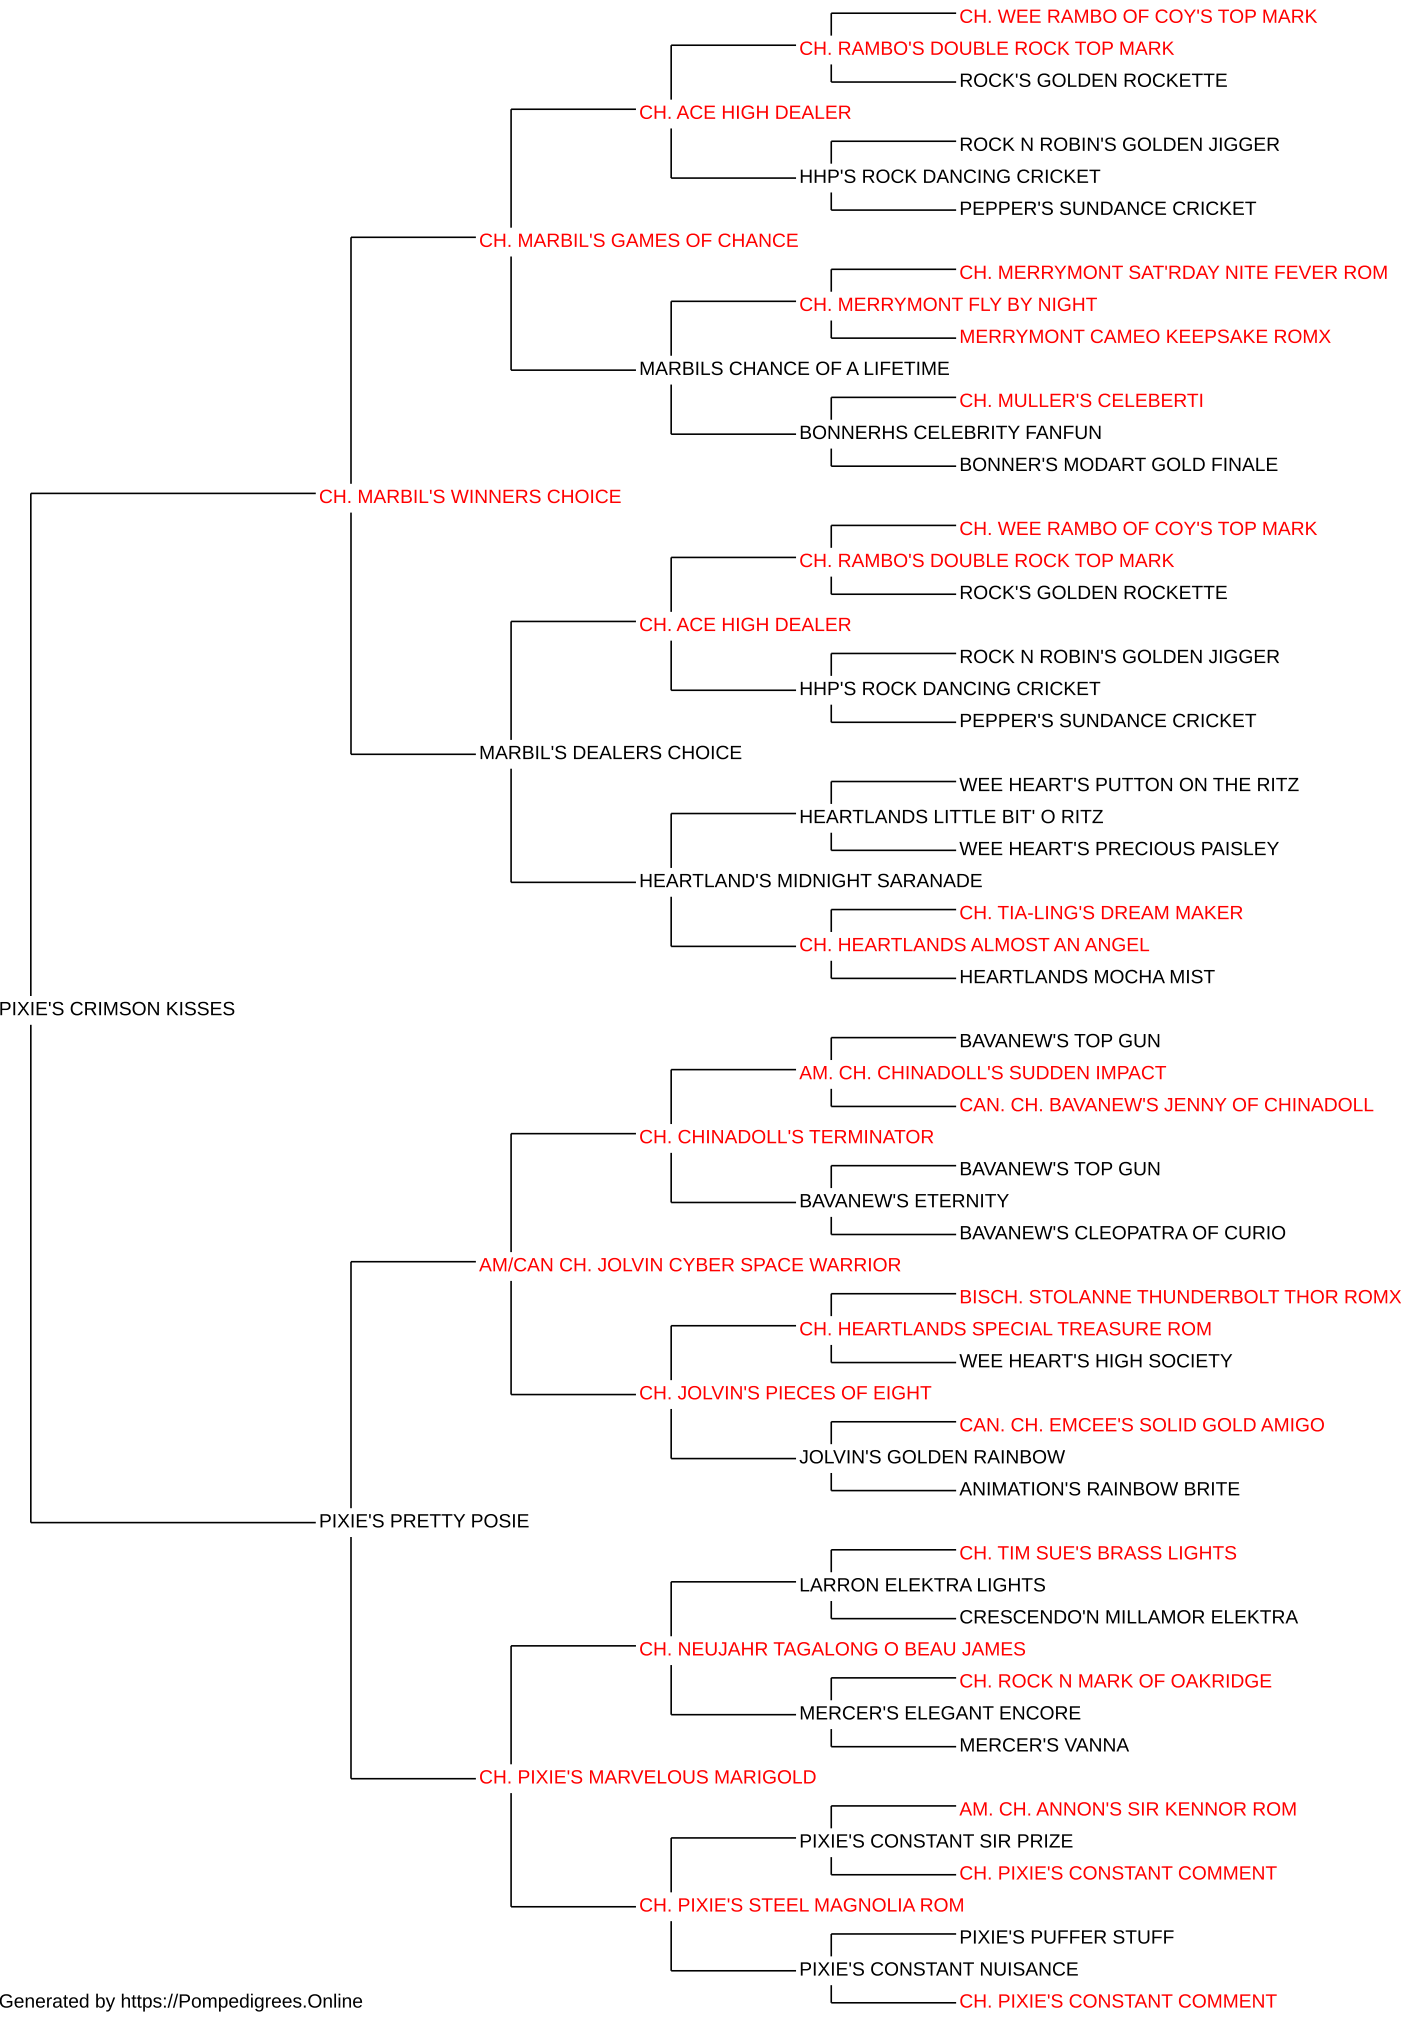 CH. WEE RAMBO OF COY'S TOP MARK
CH. RAMBO'S DOUBLE ROCK TOP MARK
ROCK'S GOLDEN ROCKETTE
CH. ACE HIGH DEALER
ROCK N ROBIN'S GOLDEN JIGGER
HHP'S ROCK DANCING CRICKET
PEPPER'S SUNDANCE CRICKET
CH. MARBIL'S GAMES OF CHANCE
CH. MERRYMONT SAT'RDAY NITE FEVER ROM
CH. MERRYMONT FLY BY NIGHT
MERRYMONT CAMEO KEEPSAKE ROMX
MARBILS CHANCE OF A LIFETIME
CH. MULLER'S CELEBERTI
BONNERHS CELEBRITY FANFUN
BONNER'S MODART GOLD FINALE
CH. MARBIL'S WINNERS CHOICE
CH. WEE RAMBO OF COY'S TOP MARK
CH. RAMBO'S DOUBLE ROCK TOP MARK
ROCK'S GOLDEN ROCKETTE
CH. ACE HIGH DEALER
ROCK N ROBIN'S GOLDEN JIGGER
HHP'S ROCK DANCING CRICKET
PEPPER'S SUNDANCE CRICKET
MARBIL'S DEALERS CHOICE
WEE HEART'S PUTTON ON THE RITZ
HEARTLANDS LITTLE BIT' O RITZ
WEE HEART'S PRECIOUS PAISLEY
HEARTLAND'S MIDNIGHT SARANADE
CH. TIA-LING'S DREAM MAKER
CH. HEARTLANDS ALMOST AN ANGEL
HEARTLANDS MOCHA MIST
PIXIE'S CRIMSON KISSES
BAVANEW'S TOP GUN
AM. CH. CHINADOLL'S SUDDEN IMPACT
CAN. CH. BAVANEW'S JENNY OF CHINADOLL
CH. CHINADOLL'S TERMINATOR
BAVANEW'S TOP GUN
BAVANEW'S ETERNITY
BAVANEW'S CLEOPATRA OF CURIO
AM/CAN CH. JOLVIN CYBER SPACE WARRIOR
BISCH. STOLANNE THUNDERBOLT THOR ROMX
CH. HEARTLANDS SPECIAL TREASURE ROM
WEE HEART'S HIGH SOCIETY
CH. JOLVIN'S PIECES OF EIGHT
CAN. CH. EMCEE'S SOLID GOLD AMIGO
JOLVIN'S GOLDEN RAINBOW
ANIMATION'S RAINBOW BRITE
PIXIE'S PRETTY POSIE
CH. TIM SUE'S BRASS LIGHTS
LARRON ELEKTRA LIGHTS
CRESCENDO'N MILLAMOR ELEKTRA
CH. NEUJAHR TAGALONG O BEAU JAMES
CH. ROCK N MARK OF OAKRIDGE
MERCER'S ELEGANT ENCORE
MERCER'S VANNA
CH. PIXIE'S MARVELOUS MARIGOLD
AM. CH. ANNON'S SIR KENNOR ROM
PIXIE'S CONSTANT SIR PRIZE
CH. PIXIE'S CONSTANT COMMENT
CH. PIXIE'S STEEL MAGNOLIA ROM
PIXIE'S PUFFER STUFF
PIXIE'S CONSTANT NUISANCE
CH. PIXIE'S CONSTANT COMMENT
Generated by https://Pompedigrees.Online